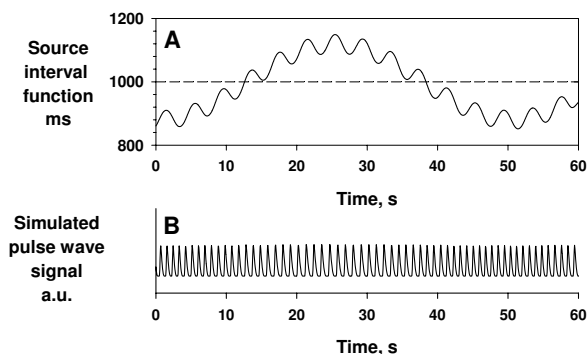 Source
interval
function
ms
A
1200
1000
800
0 10 20 30 40 50 60
Time, s
Simulated
pulse wave
signal
a.u.
B
0 10 20 30 40 50 60
Time, s